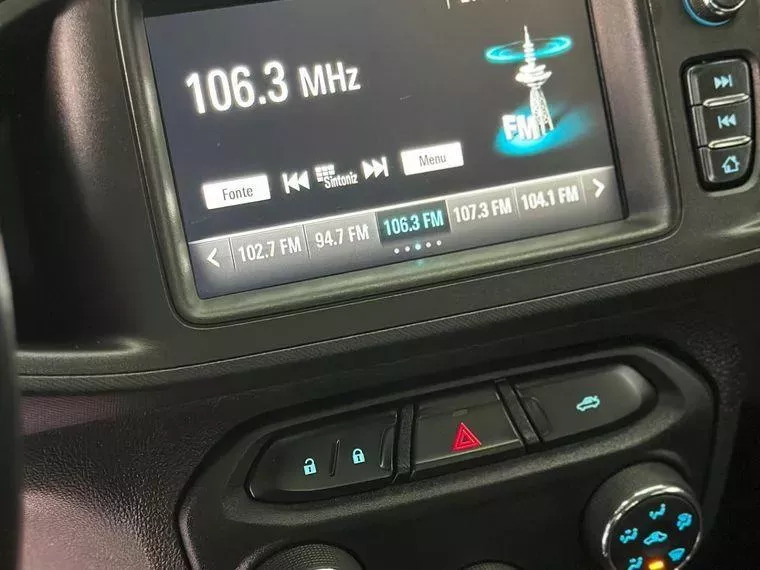 106.3 MHz
FM
Fonte
Sintoniz
Menu
102.7 FM 94.7 FM 106.3 FM 107.3 FM 104.1 FM